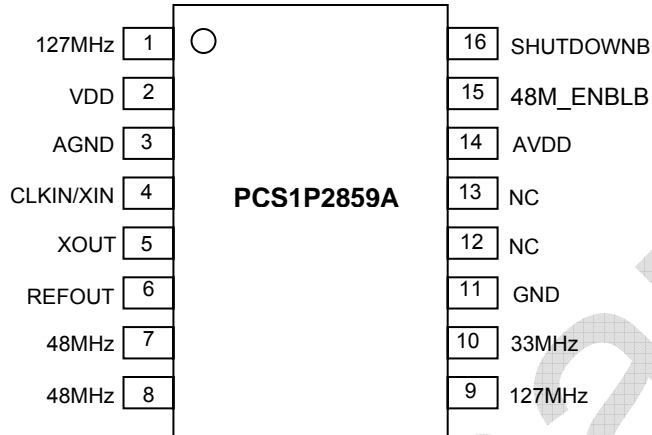 127MHz 1 16 SHUTDOWNB
VDD 2 15 48M_ENBLB
AGND 3 14 AVDD
CLKIN/XIN 4 PCS1P2859A 13 NC
XOUT 5 12 NC
REFOUT 6 11 GND
48MHz 7 10 33MHz
48MHz 8 9 127MHz